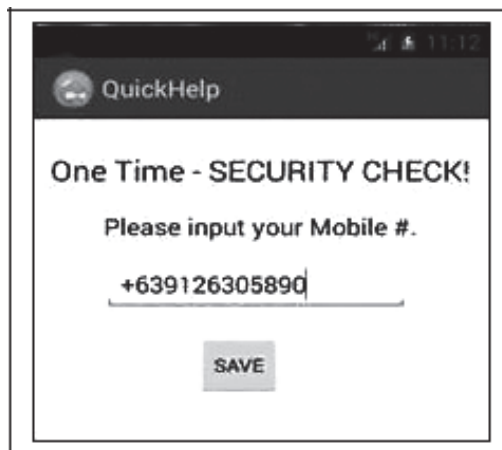 11:12
QuickHelp
One Time - SECURITY CHECK!
Please input your Mobile #.
+639126305890
SAVE